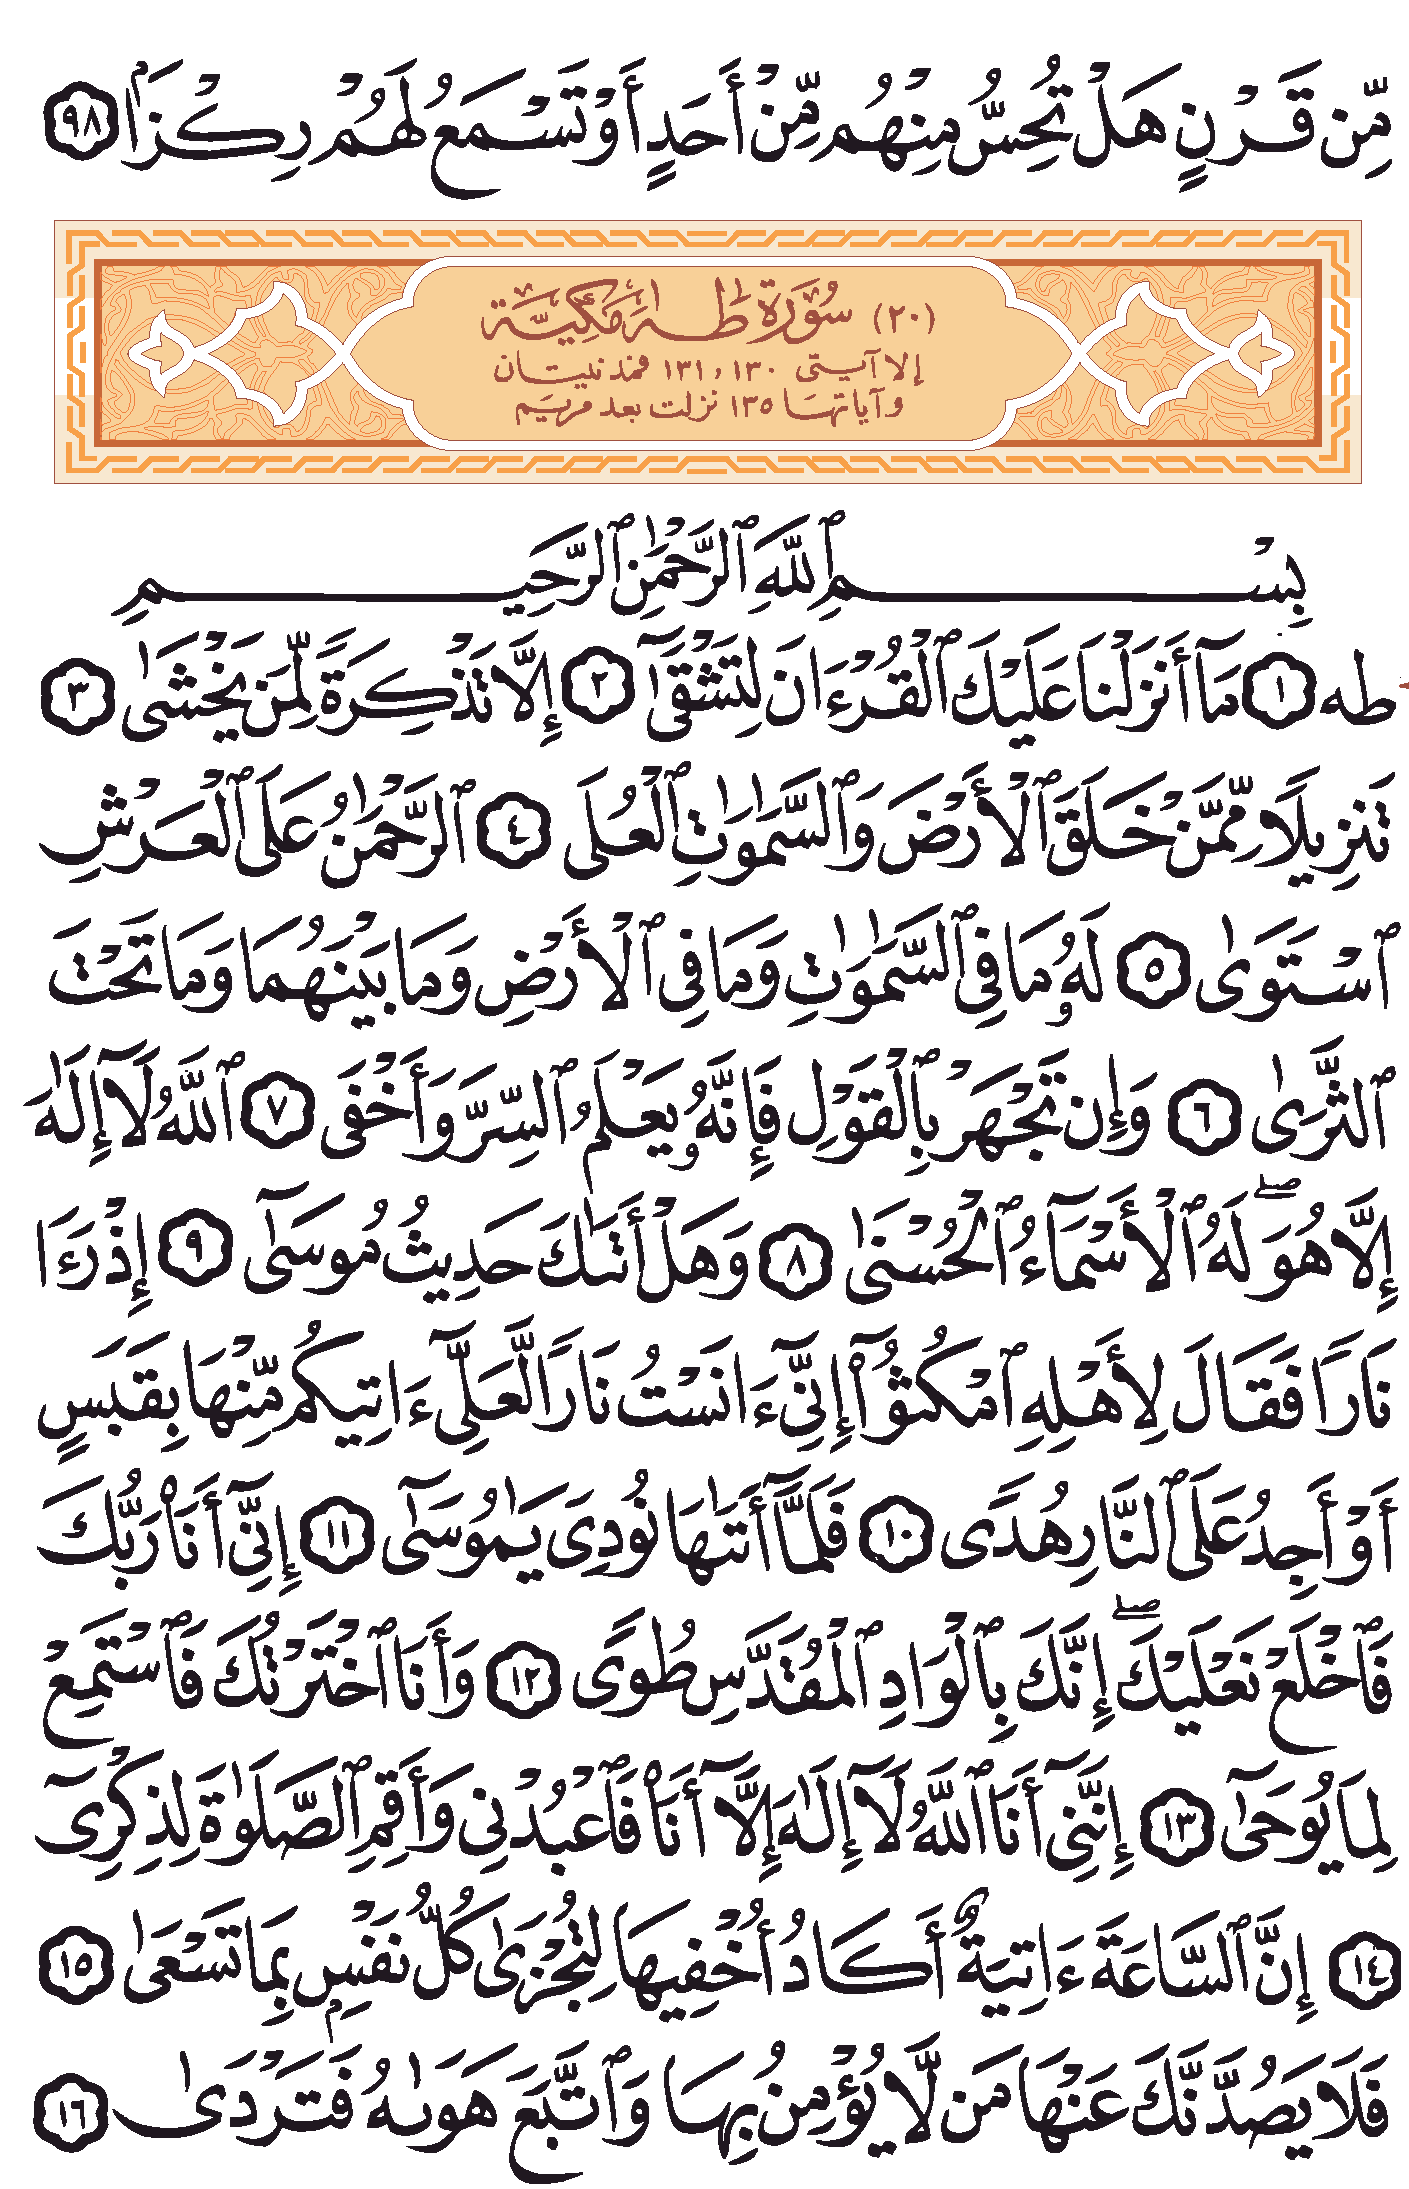 مِّن قَرْنٍ هَلْ تُحِسُّ مِنْهُم مِّنْ أَحَدٍ أَوْ تَسْمَعُ لَهُمْ رِكْزَۢا ٩٨
(٢٠) سُورَةُ طه مَكِّيَّة
إلا آيتي ١٣٠ و ١٣١ فمدنيتان
وآياتها ١٣٥ نزلت بعد مريم
بِسْمِ ٱللَّهِ ٱلرَّحْمَٰنِ ٱلرَّحِيمِ
طه ١ مَآ أَنزَلْنَا عَلَيْكَ ٱلْقُرْءَانَ لِتَشْقَىٰٓ ٢ إِلَّا تَذْكِرَةً لِّمَن يَخْشَىٰ ٣
تَنزِيلًا مِّمَّنْ خَلَقَ ٱلْأَرْضَ وَٱلسَّمَٰوَٰتِ ٱلْعُلَى ٤ ٱلرَّحْمَٰنُ عَلَى ٱلْعَرْشِ
ٱسْتَوَىٰ ٥ لَهُۥ مَا فِي ٱلسَّمَٰوَٰتِ وَمَا فِي ٱلْأَرْضِ وَمَا بَيْنَهُمَا وَمَا تَحْتَ
ٱلثَّرَىٰ ٦ وَإِن تَجْهَرْ بِٱلْقَوْلِ فَإِنَّهُۥ يَعْلَمُ ٱلسِّرَّ وَأَخْفَى ٧ ٱللَّهُ لَآ إِلَٰهَ
إِلَّا هُوَۖ لَهُ ٱلْأَسْمَآءُ ٱلْحُسْنَىٰ ٨ وَهَلْ أَتَىٰكَ حَدِيثُ مُوسَىٰٓ ٩ إِذْ رَءَا
نَارًا فَقَالَ لِأَهْلِهِ ٱمْكُثُوٓا۟ إِنِّيٓ ءَانَسْتُ نَارًا لَّعَلِّيٓ ءَاتِيكُم مِّنْهَا بِقَبَسٍ
أَوْ أَجِدُ عَلَى ٱلنَّارِ هُدًى ١٠ فَلَمَّآ أَتَىٰهَا نُودِيَ يَٰمُوسَىٰٓ ١١ إِنِّيٓ أَنَا۠ رَبُّكَ
فَٱخْلَعْ نَعْلَيْكَۖ إِنَّكَ بِٱلْوَادِ ٱلْمُقَدَّسِ طُوًى ١٢ وَأَنَا ٱخْتَرْتُكَ فَٱسْتَمِعْ
لِمَا يُوحَىٰٓ ١٣ إِنَّنِيٓ أَنَا ٱللَّهُ لَآ إِلَٰهَ إِلَّآ أَنَا۠ فَٱعْبُدْنِي وَأَقِمِ ٱلصَّلَوٰةَ لِذِكْرِيٓ
١٤ إِنَّ ٱلسَّاعَةَ ءَاتِيَةٌ أَكَادُ أُخْفِيهَا لِتُجْزَىٰ كُلُّ نَفْسِۭ بِمَا تَسْعَىٰ ١٥
فَلَا يَصُدَّنَّكَ عَنْهَا مَن لَّا يُؤْمِنُ بِهَا وَٱتَّبَعَ هَوَىٰهُ فَتَرْدَىٰ ١٦